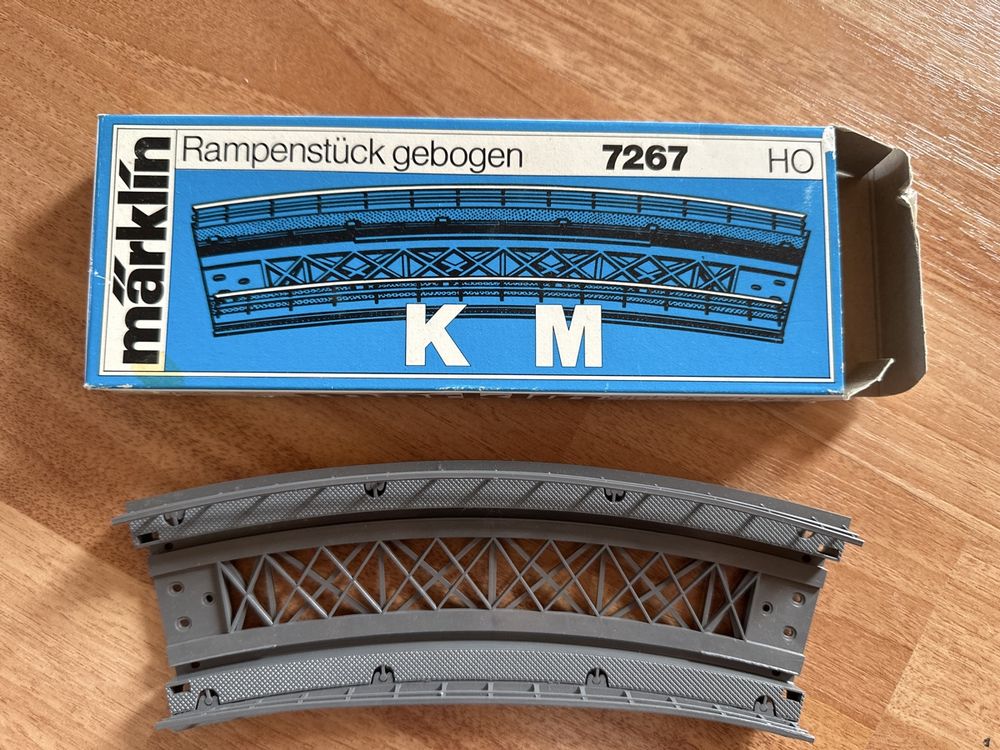 märklin
Rampenstück gebogen 7267 HO
K M